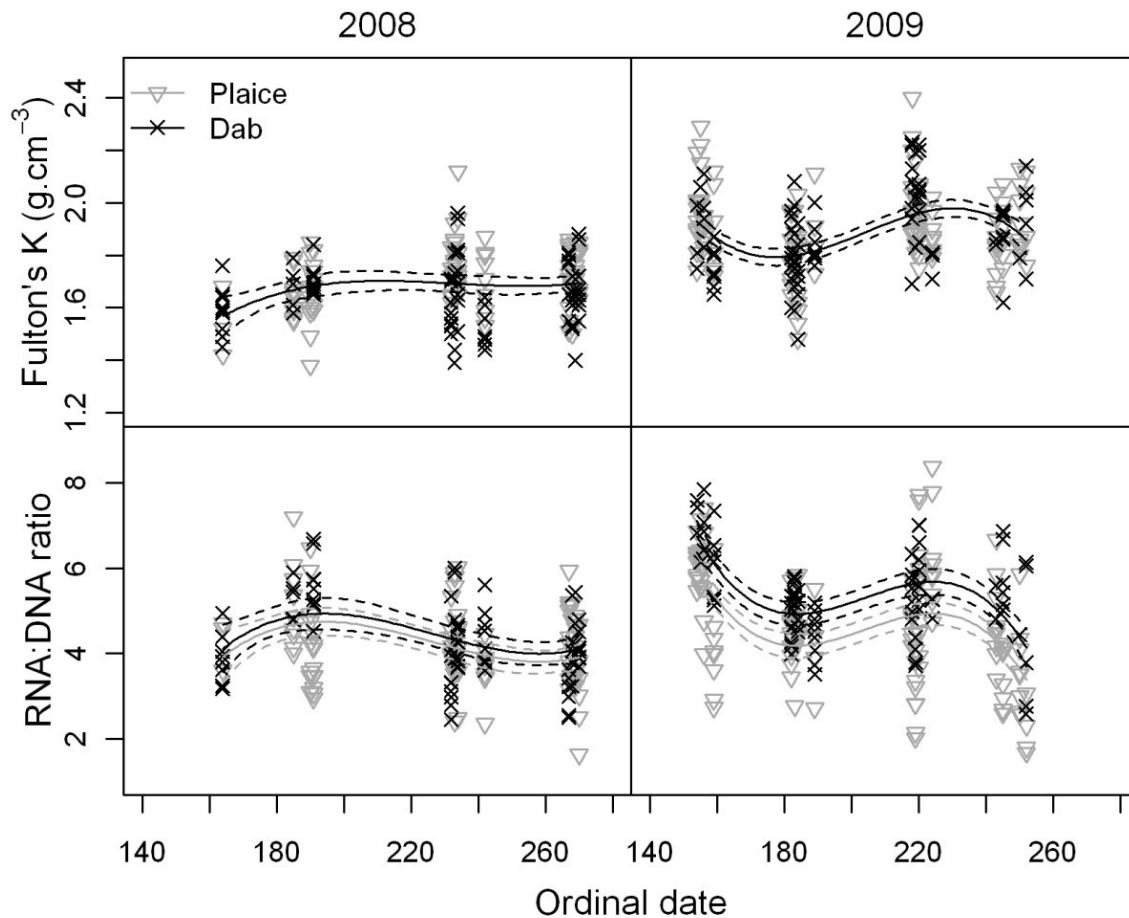 2008 2009
Plaice
Dab
Fulton's K (g.cm⁻³)
2.4
2.0
1.6
1.2
RNA:DNA ratio
8
6
4
2
140 180 220 260 140 180 220 260
Ordinal date